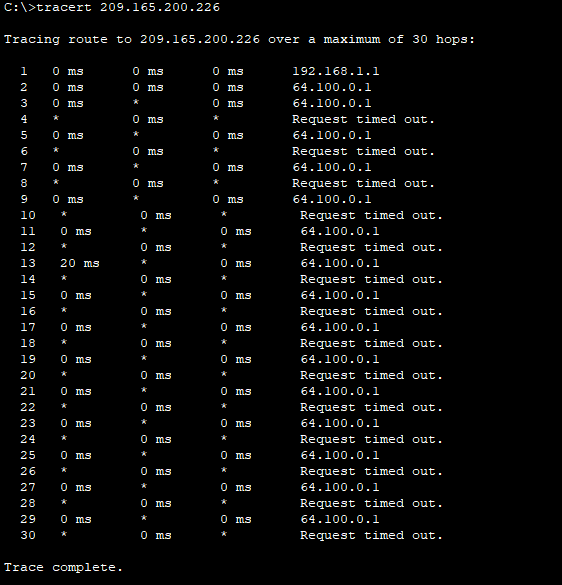 C:\>tracert 209.165.200.226
Tracing route to 209.165.200.226 over a maximum of 30 hops:
1 0 ms 0 ms 0 ms 192.168.1.1
2 0 ms 0 ms 0 ms 64.100.0.1
3 0 ms * 0 ms 64.100.0.1
4 * 0 ms * Request timed out.
5 0 ms * 0 ms 64.100.0.1
6 * 0 ms * Request timed out.
7 0 ms * 0 ms 64.100.0.1
8 * 0 ms * Request timed out.
9 0 ms * 0 ms 64.100.0.1
10 * 0 ms * Request timed out.
11 0 ms * 0 ms 64.100.0.1
12 * 0 ms * Request timed out.
13 20 ms * 0 ms 64.100.0.1
14 * 0 ms * Request timed out.
15 0 ms * 0 ms 64.100.0.1
16 * 0 ms * Request timed out.
17 0 ms * 0 ms 64.100.0.1
18 * 0 ms * Request timed out.
19 0 ms * 0 ms 64.100.0.1
20 * 0 ms * Request timed out.
21 0 ms * 0 ms 64.100.0.1
22 * 0 ms * Request timed out.
23 0 ms * 0 ms 64.100.0.1
24 * 0 ms * Request timed out.
25 0 ms * 0 ms 64.100.0.1
26 * 0 ms * Request timed out.
27 0 ms * 0 ms 64.100.0.1
28 * 0 ms * Request timed out.
29 0 ms * 0 ms 64.100.0.1
30 * 0 ms * Request timed out.
Trace complete.